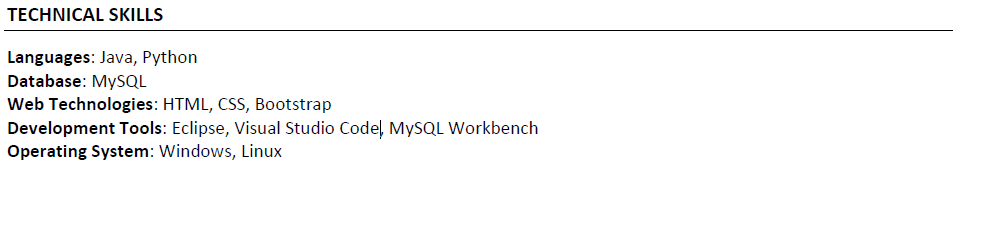 TECHNICAL SKILLS
Languages: Java, Python
Database: MySQL
Web Technologies: HTML, CSS, Bootstrap
Development Tools: Eclipse, Visual Studio Code, MySQL Workbench
Operating System: Windows, Linux